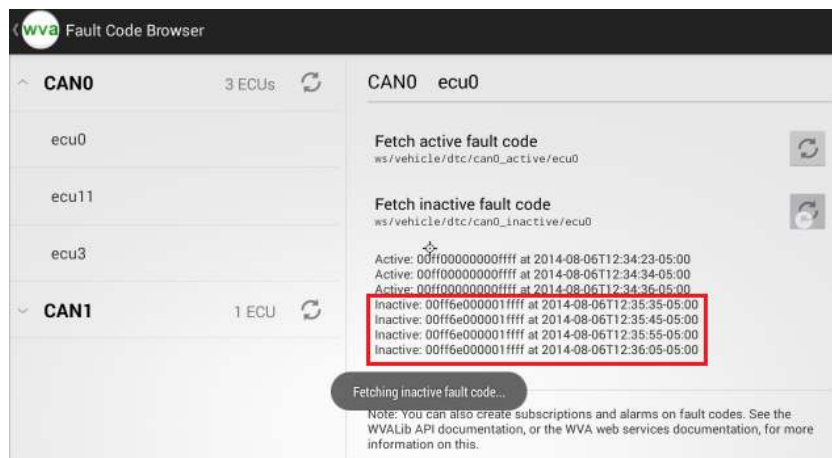 wva Fault Code Browser
CAN0 3 ECUs
ecu0
ecu11
ecu3
CAN1 1 ECU
CAN0 ecu0
Fetch active fault code
ws/vehicle/dtc/can0_active/ecu0
Fetch inactive fault code
ws/vehicle/dtc/can0_inactive/ecu0
Active: 00ff00000000ffff at 2014-08-06T12:34:23-05:00
Active: 00ff00000000ffff at 2014-08-06T12:34:34-05:00
Active: 00ff00000000ffff at 2014-08-06T12:34:36-05:00
Inactive: 00ff6e000001ffff at 2014-08-06T12:35:35-05:00
Inactive: 00ff6e000001ffff at 2014-08-06T12:35:45-05:00
Inactive: 00ff6e000001ffff at 2014-08-06T12:35:55-05:00
Inactive: 00ff6e000001ffff at 2014-08-06T12:36:05-05:00
Fetching inactive fault code...
Note: You can also create subscriptions and alarms on fault codes. See the
WVALib API documentation, or the WVA web services documentation, for more
information on this.